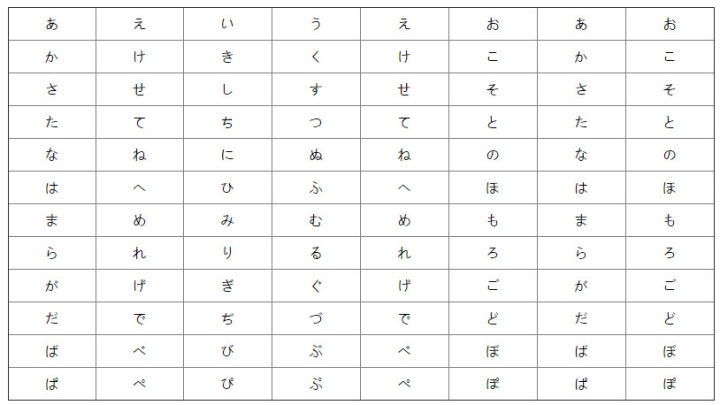 あ え い う え お あ お
か け き く け こ か こ
さ せ し す せ そ さ そ
た て ち つ て と た と
な ね に ぬ ね の な の
は へ ひ ふ へ ほ は ほ
ま め み む め も ま も
ら れ り る れ ろ ら ろ
が げ ぎ ぐ げ ご が ご
だ で ぢ づ で ど だ ど
ば べ び ぶ べ ぼ ば ぼ
ぱ ぺ ぴ ぷ ぺ ぽ ぱ ぽ